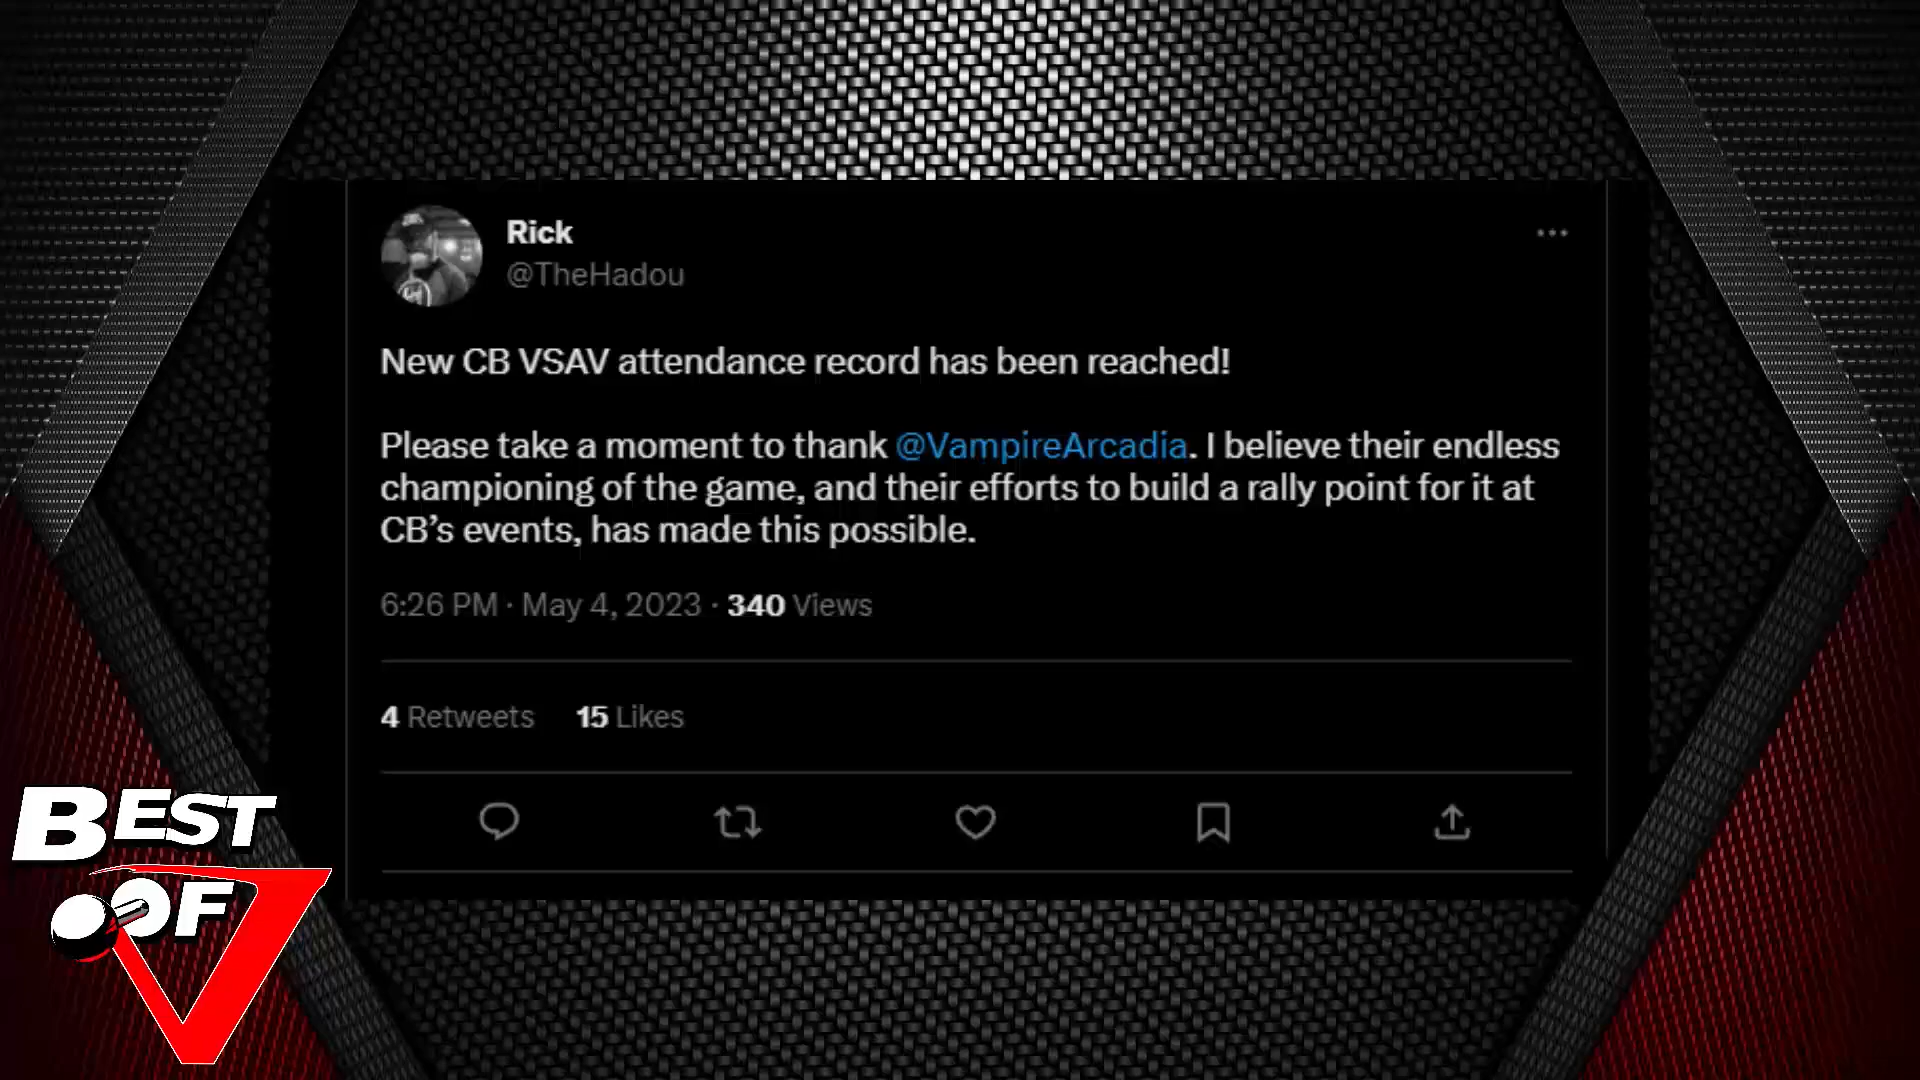 Rick
@TheHadou
New CB VSAV attendance record has been reached!
Please take a moment to thank @VampireArcadia. I believe their endless
championing of the game, and their efforts to build a rally point for it at
CB’s events, has made this possible.
6:26 PM · May 4, 2023 · 340 Views
4 Retweets 15 Likes
BEST
OF 7